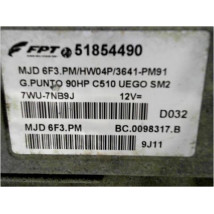 FPT 51854490
MJD 6F3.PM/HW04P/3641-PM91
G.PUNTO 90HP C510 UEGO SM2
7WU-7NB9J 12V=
D032
MJD 6F3.PM BC.0098317.B
9J11